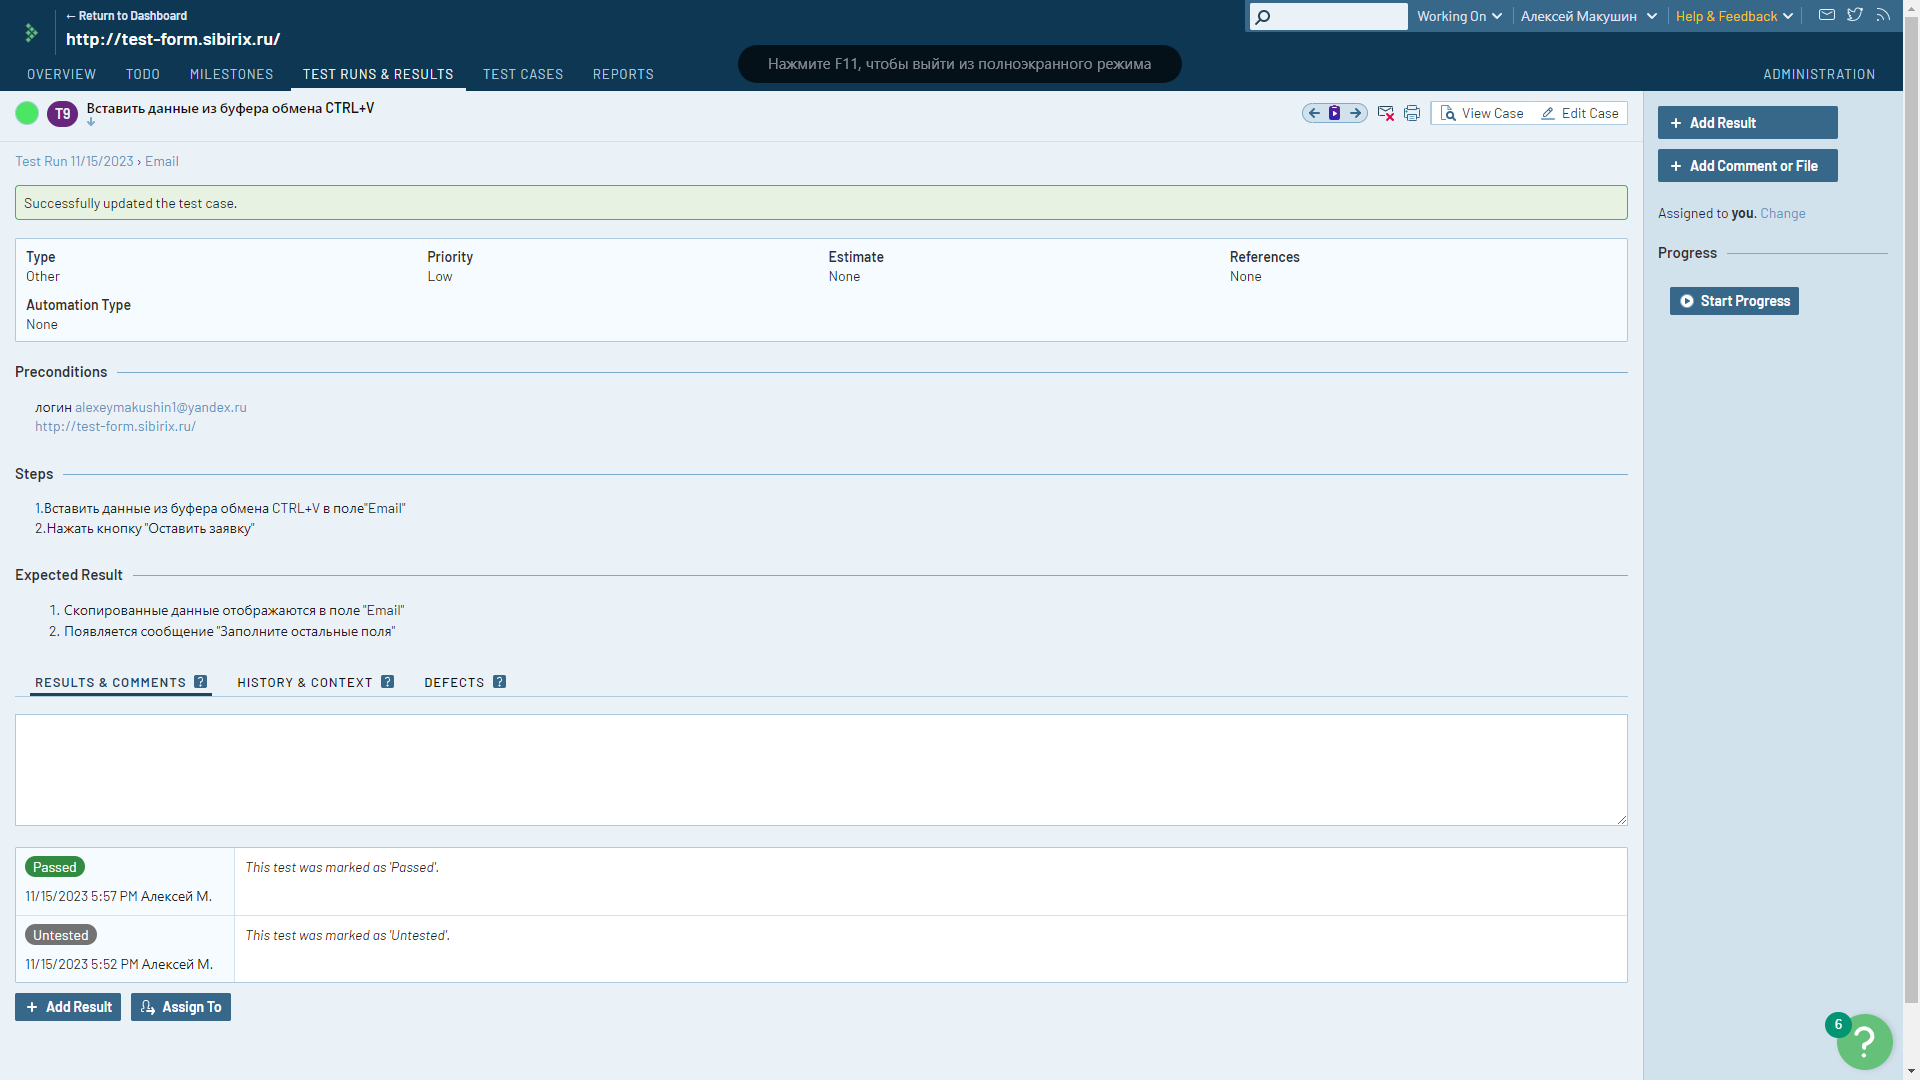 ← Return to Dashboard
http://test-form.sibirix.ru/
Working On
Алексей Макушин
Help & Feedback
OVERVIEW
TODO
MILESTONES
TEST RUNS & RESULTS
TEST CASES
REPORTS
ADMINISTRATION
Нажмите F11, чтобы выйти из полноэкранного режима
T9
Вставить данные из буфера обмена CTRL+V
View Case
Edit Case
Test Run 11/15/2023 › Email
Successfully updated the test case.
Type
Other
Priority
Low
Estimate
None
References
None
Automation Type
None
Preconditions
логин alexeymakushin1@yandex.ru
http://test-form.sibirix.ru/
Steps
1.Вставить данные из буфера обмена CTRL+V в поле"Email"
2.Нажать кнопку "Оставить заявку"
Expected Result
1. Скопированные данные отображаются в поле "Email"
2. Появляется сообщение "Заполните остальные поля"
RESULTS & COMMENTS ?
HISTORY & CONTEXT ?
DEFECTS ?
Passed
This test was marked as 'Passed'.
11/15/2023 5:57 PM Алексей М.
Untested
This test was marked as 'Untested'.
11/15/2023 5:52 PM Алексей М.
+ Add Result
Assign To
+ Add Result
+ Add Comment or File
Assigned to you. Change
Progress
Start Progress
6
?